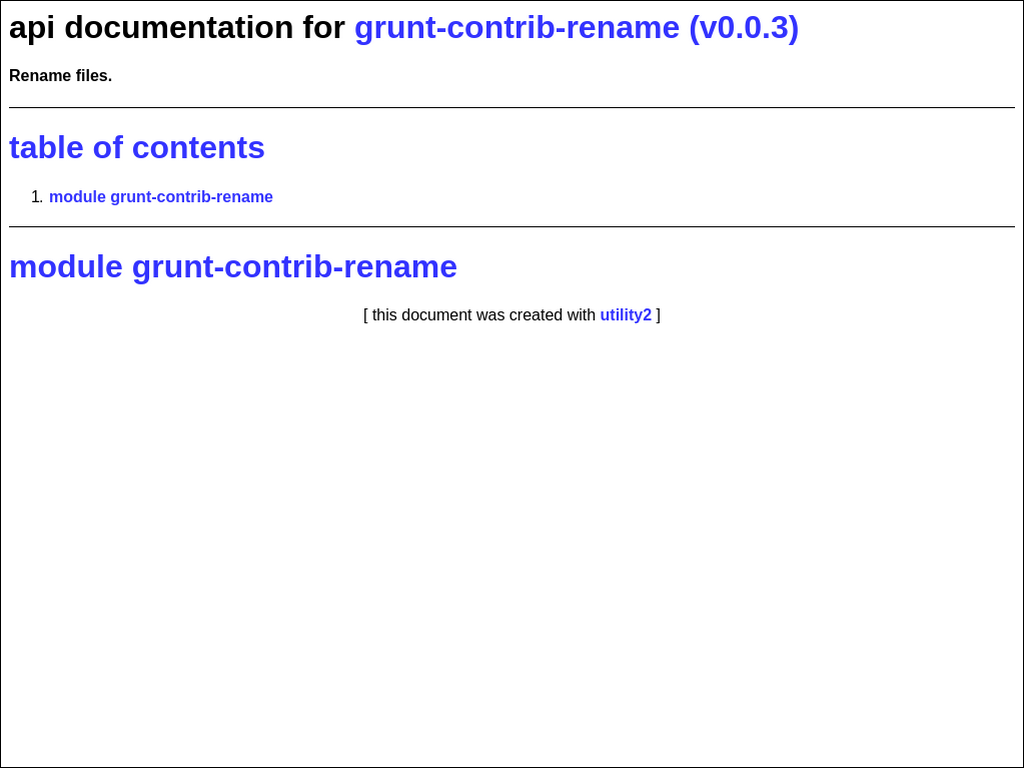 api documentation for grunt-contrib-rename (v0.0.3)
Rename files.
table of contents
1. module grunt-contrib-rename
module grunt-contrib-rename
[ this document was created with utility2 ]